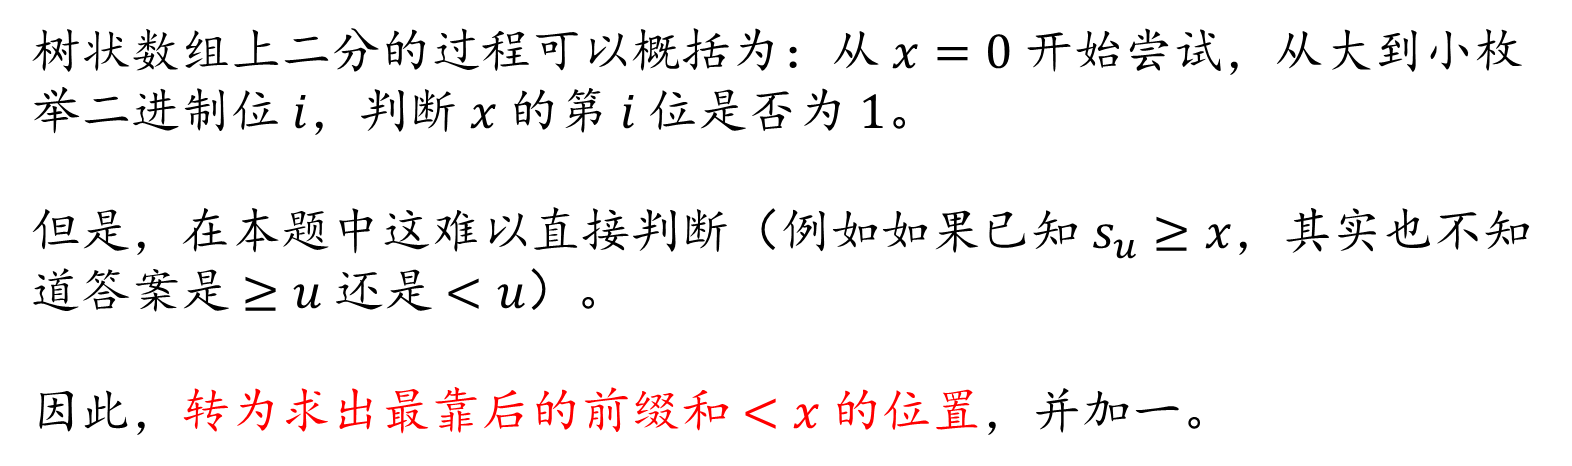 树状数组上二分的过程可以概括为：从 x = 0 开始尝试，从大到小枚
举二进制位 i，判断 x 的第 i 位是否为 1。
但是，在本题中这难以直接判断（例如如果已知 sᵤ ≥ x，其实也不知
道答案是 ≥ u 还是 < u）。
因此，转为求出最靠后的前缀和 < x 的位置，并加一。